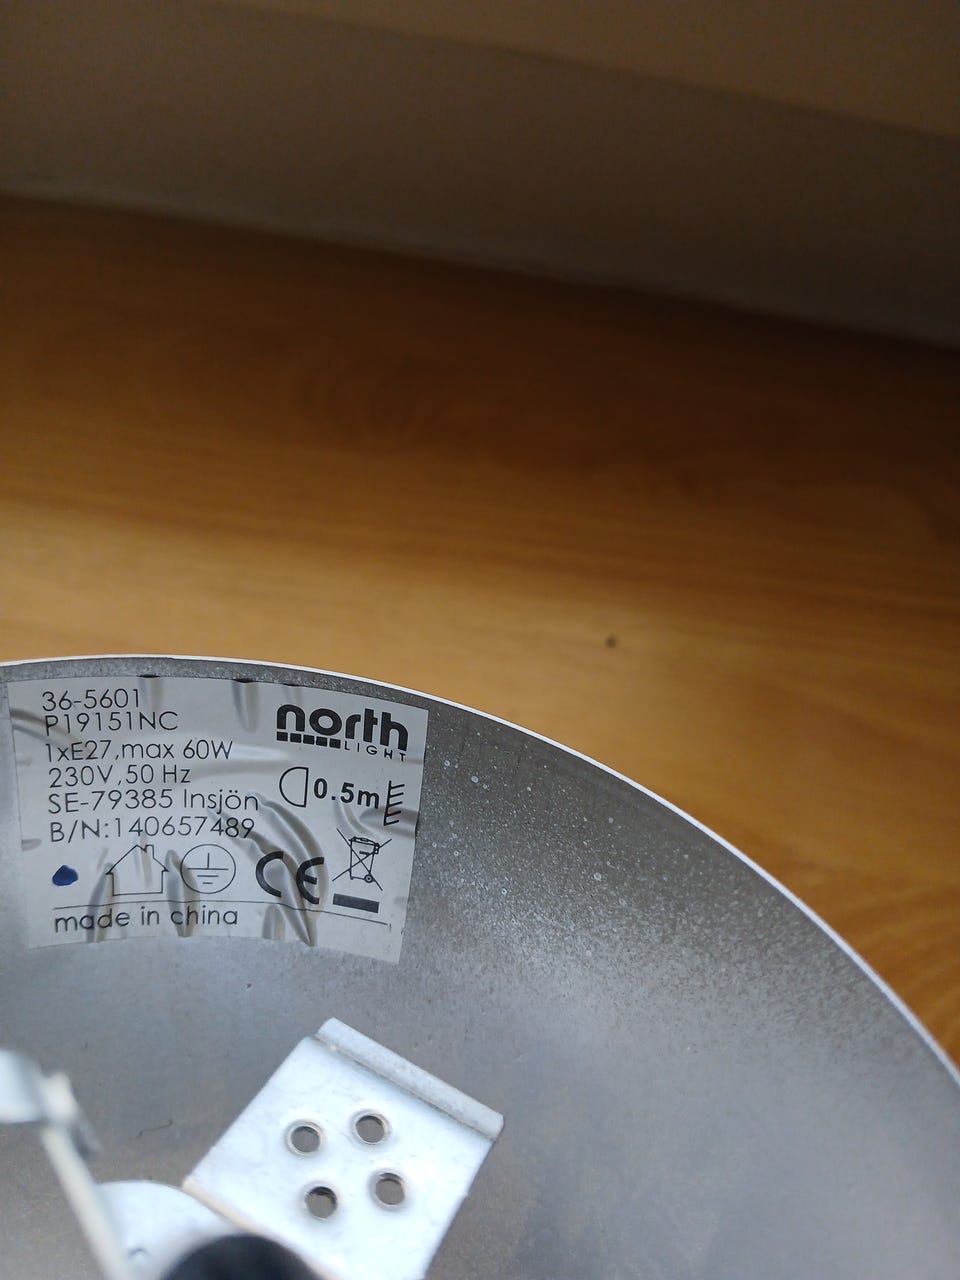 36-5601
P19151NC
1xE27,max 60W
230V,50 Hz
SE-79385 Insjön
B/N:140657489
made in china
north
LIGHT
0.5m
CE